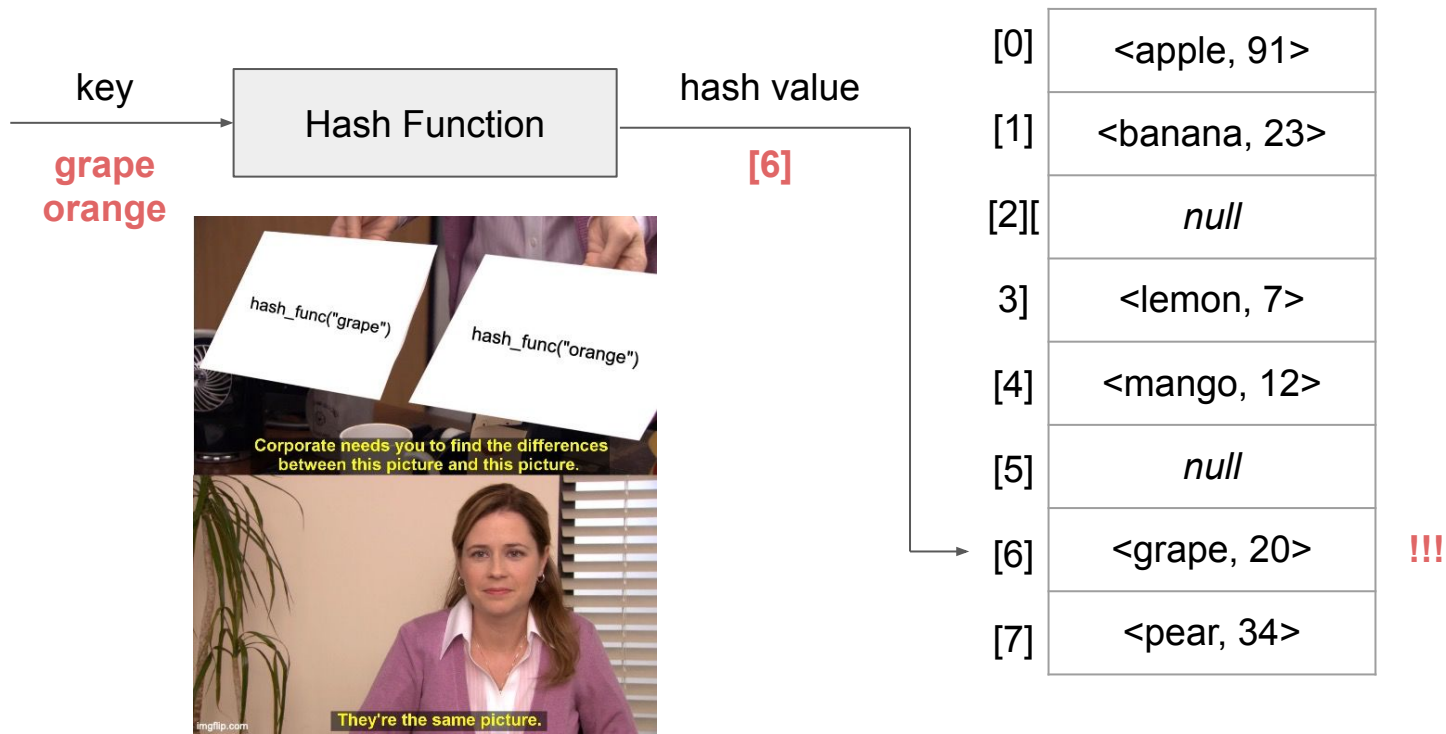 key
grape
orange
Hash Function
hash value
[6]
hash_func("grape")
hash_func("orange")
Corporate needs you to find the differences
between this picture and this picture.
They're the same picture.
imgflip.com
[0] <apple, 91>
[1] <banana, 23>
[2][ null
3] <lemon, 7>
[4] <mango, 12>
[5] null
[6] <grape, 20> !!!
[7] <pear, 34>